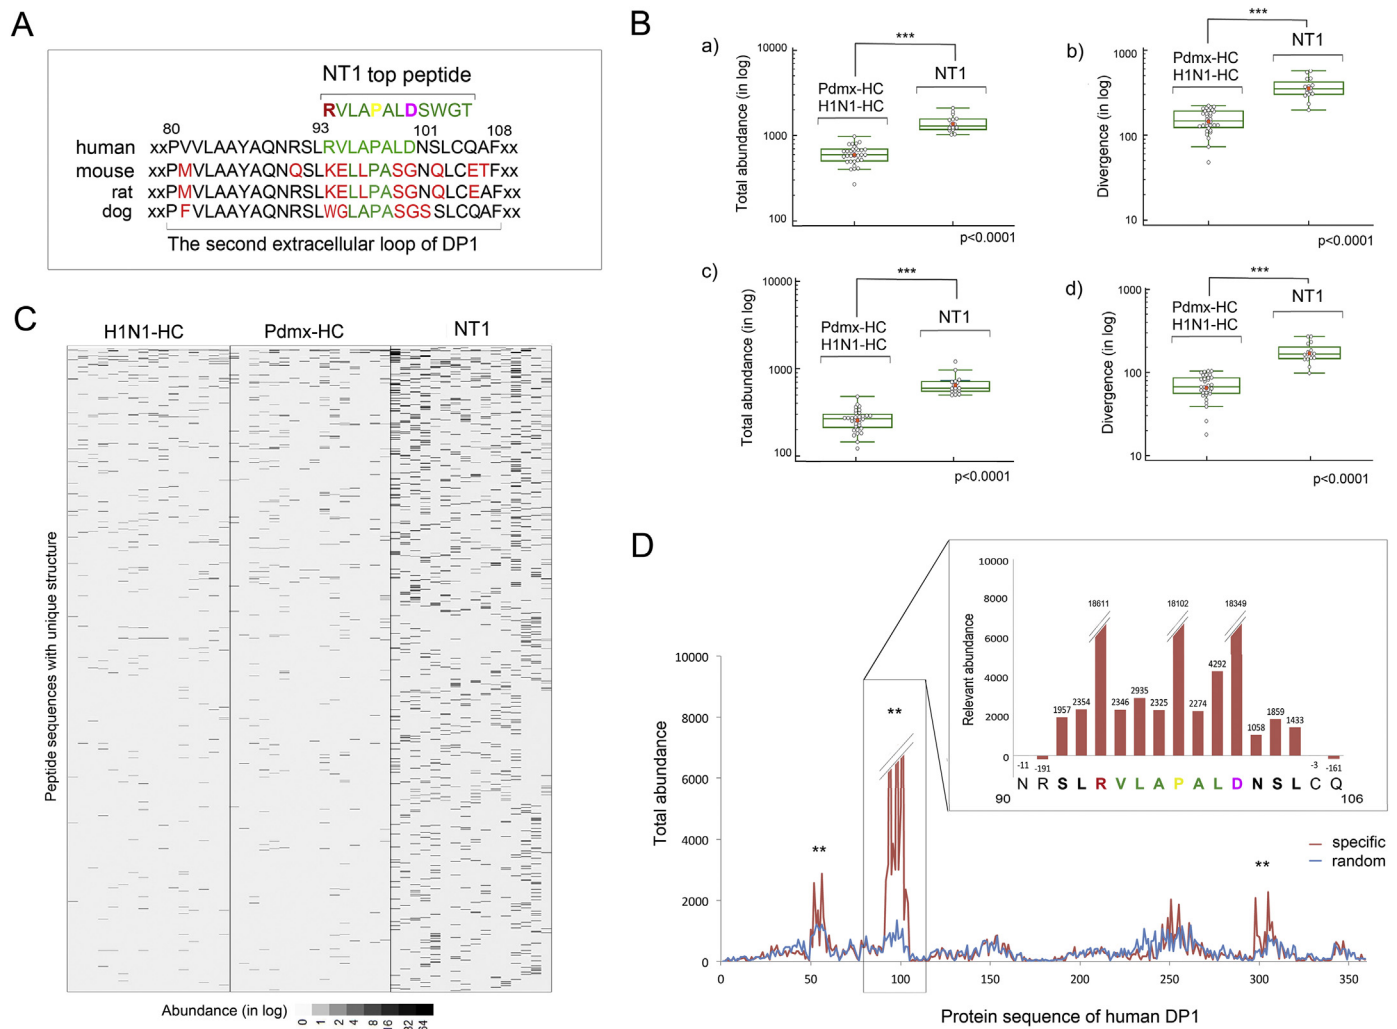 A
NT1 top peptide
RVLAPALDSWGT
80 93 101 108
human xxPVVLAAYAQNRSLRVLAPALDNSLCQAFxx
mouse xxPMVLAAYAQNQSLKELLPASGNQLCETFxx
rat xxPMVLAAYAQNRSLKELLPASGNQLCEAFxx
dog xxPFVLAAYAQNRSLWGLAPASGSSLCQAFxx
The second extracellular loop of DP1
B
a)
Total abundance (in log)
10000
1000
100
Pdmx-HC
H1N1-HC
NT1
***
p<0.0001
b)
Divergence (in log)
1000
100
10
Pdmx-HC
H1N1-HC
NT1
***
p<0.0001
c)
Total abundance (in log)
10000
1000
100
Pdmx-HC
H1N1-HC
NT1
***
p<0.0001
d)
Divergence (in log)
1000
100
10
Pdmx-HC
H1N1-HC
NT1
***
p<0.0001
C
H1N1-HC Pdmx-HC NT1
Peptide sequences with unique structure
Abundance (in log)
0 1 2 4 8 16 32 64
D
Total abundance
10000
8000
6000
4000
2000
0
** ** **
0 50 100 150 200 250 300 350
Protein sequence of human DP1
specific
random
Relevant abundance
10000
8000
6000
4000
2000
0
-11 -191 1957 2354 18611 2346 2935 2325 18102 2274 4292 18349 1058 1859 1433 -3 -161
N R S L R V L A P A L D N S L C Q
90 106